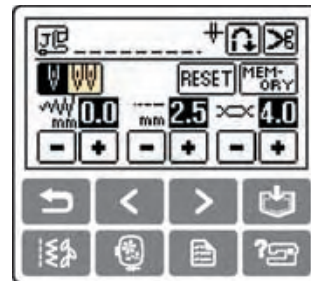 J
RESET MEM-
ORY
mm 0.0 mm 2.5 4.0
- + - + - +
< >
?